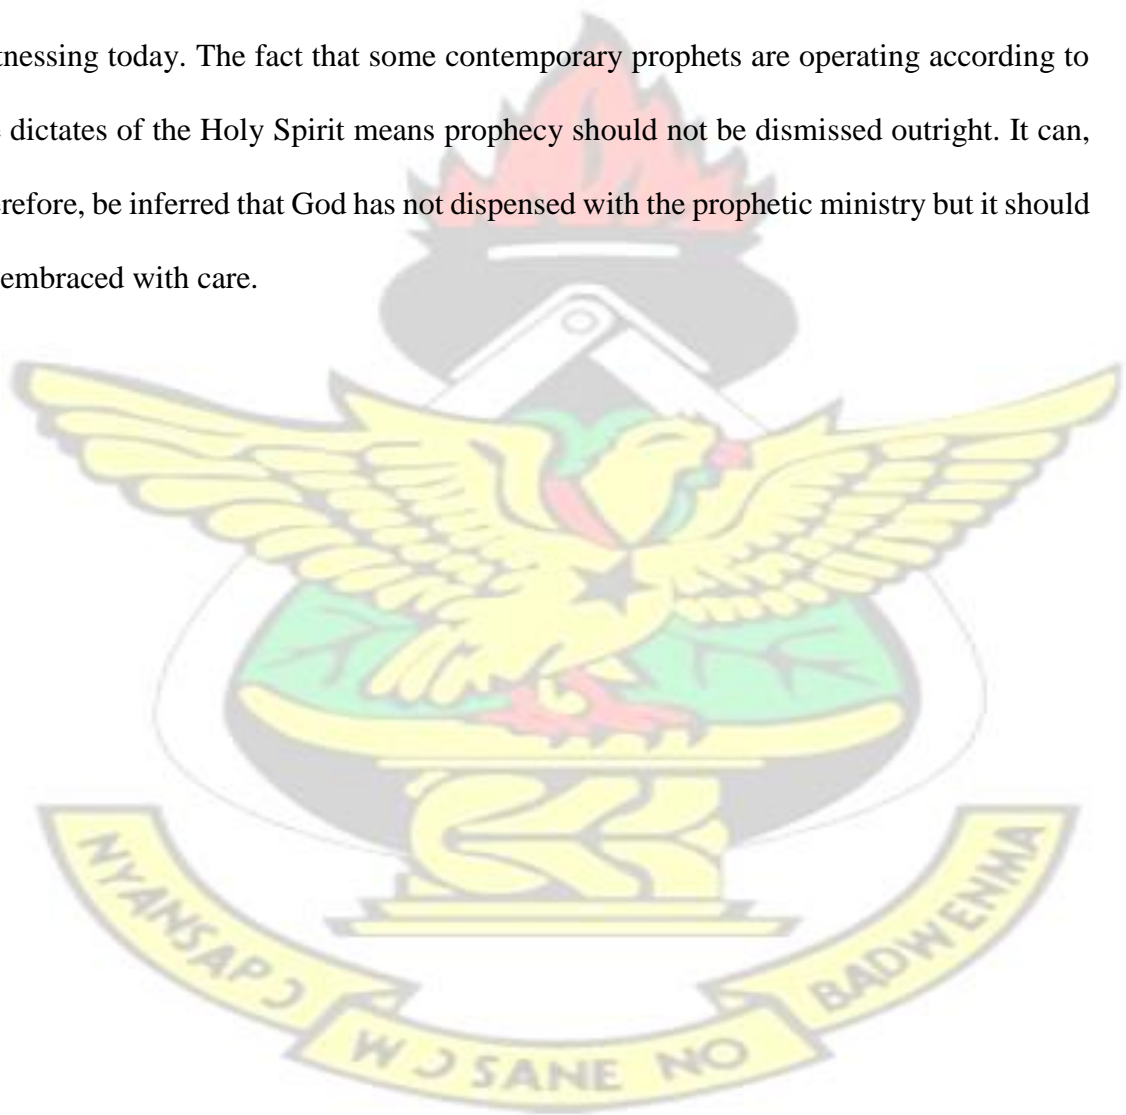 tnessing today. The fact that some contemporary prophets are operating according to
e dictates of the Holy Spirit means prophecy should not be dismissed outright. It can,
erefore, be inferred that God has not dispensed with the prophetic ministry but it should
embraced with care.
NYANSAPƆ
WƆSANE NO
BADWENMA